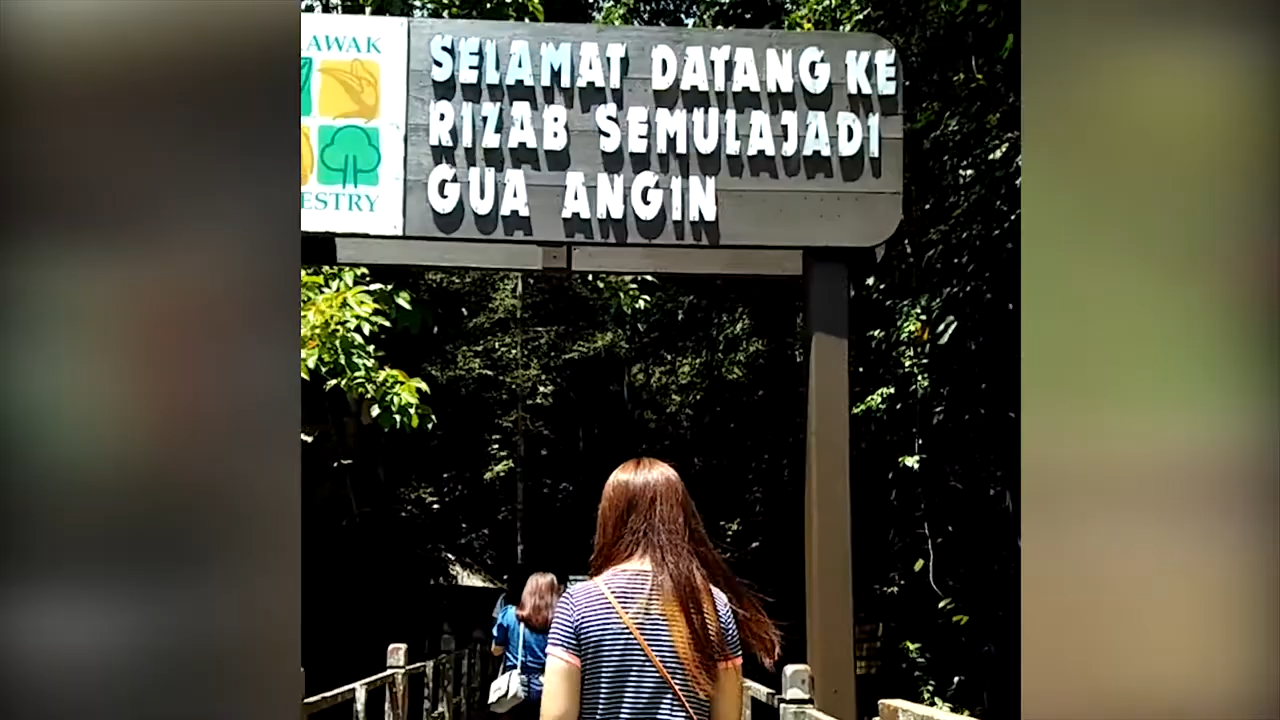 AWAK
ESTRY
SELAMAT DATANG KE
RIZAB SEMULAJADI
GUA ANGIN